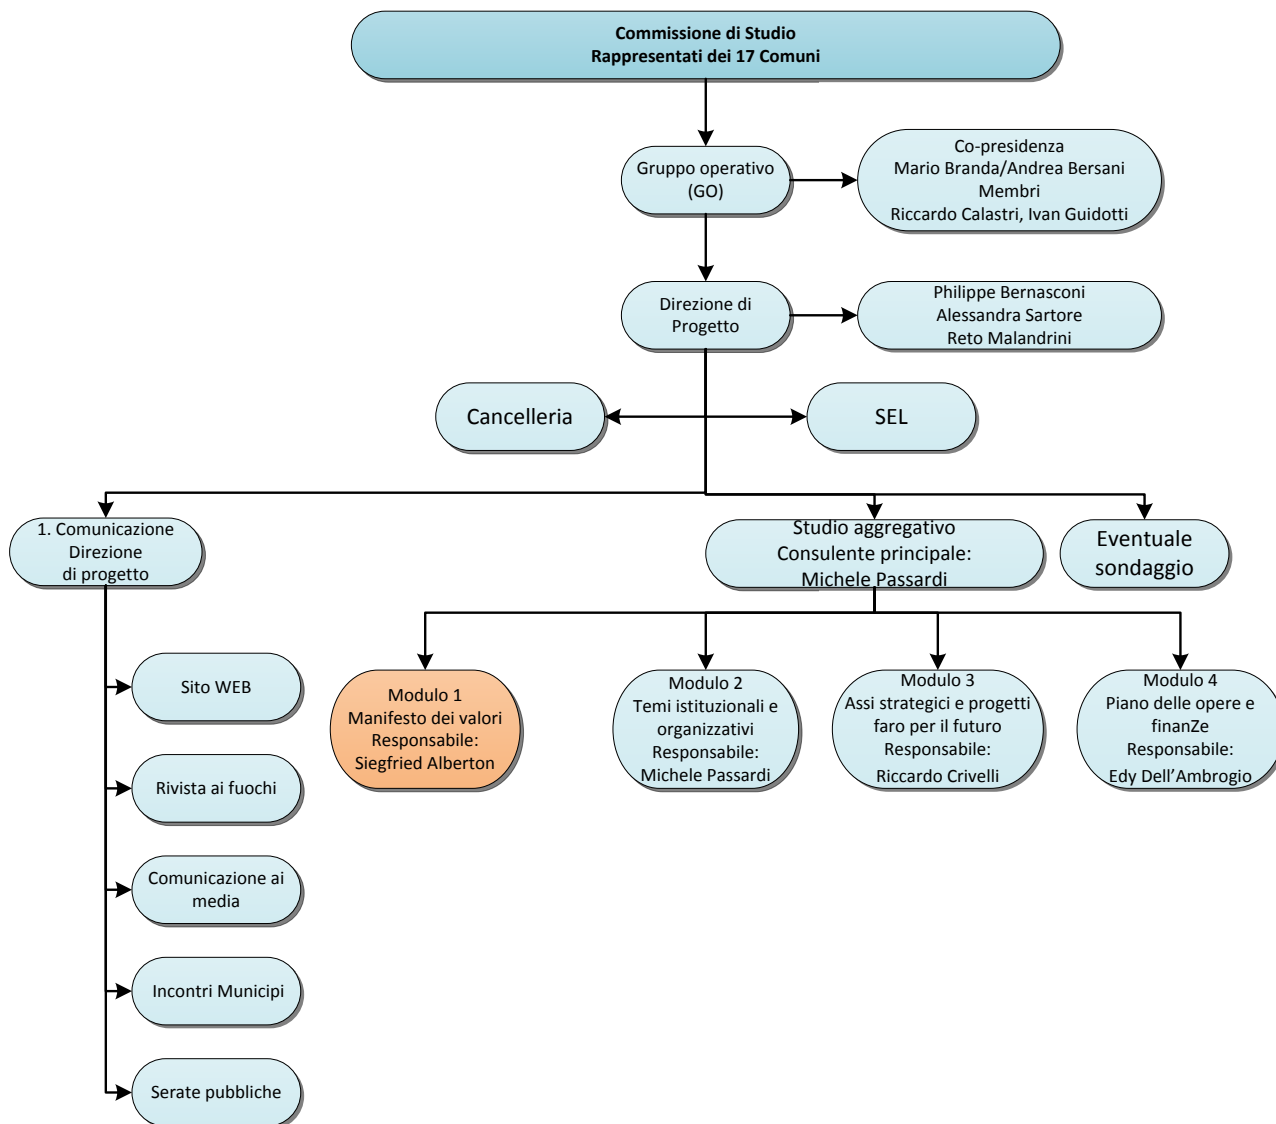 Commissione di Studio
Rappresentati dei 17 Comuni
Gruppo operativo
(GO)
Co-presidenza
Mario Branda/Andrea Bersani
Membri
Riccardo Calastri, Ivan Guidotti
Direzione di
Progetto
Philippe Bernasconi
Alessandra Sartore
Reto Malandrini
Cancelleria
SEL
1. Comunicazione
Direzione
di progetto
Studio aggregativo
Consulente principale:
Michele Passardi
Eventuale
sondaggio
Sito WEB
Rivista ai fuochi
Comunicazione ai
media
Incontri Municipi
Serate pubbliche
Modulo 1
Manifesto dei valori
Responsabile:
Siegfried Alberton
Modulo 2
Temi istituzionali e
organizzativi
Responsabile:
Michele Passardi
Modulo 3
Assi strategici e progetti
faro per il futuro
Responsabile:
Riccardo Crivelli
Modulo 4
Piano delle opere e
finanZe
Responsabile:
Edy Dell’Ambrogio